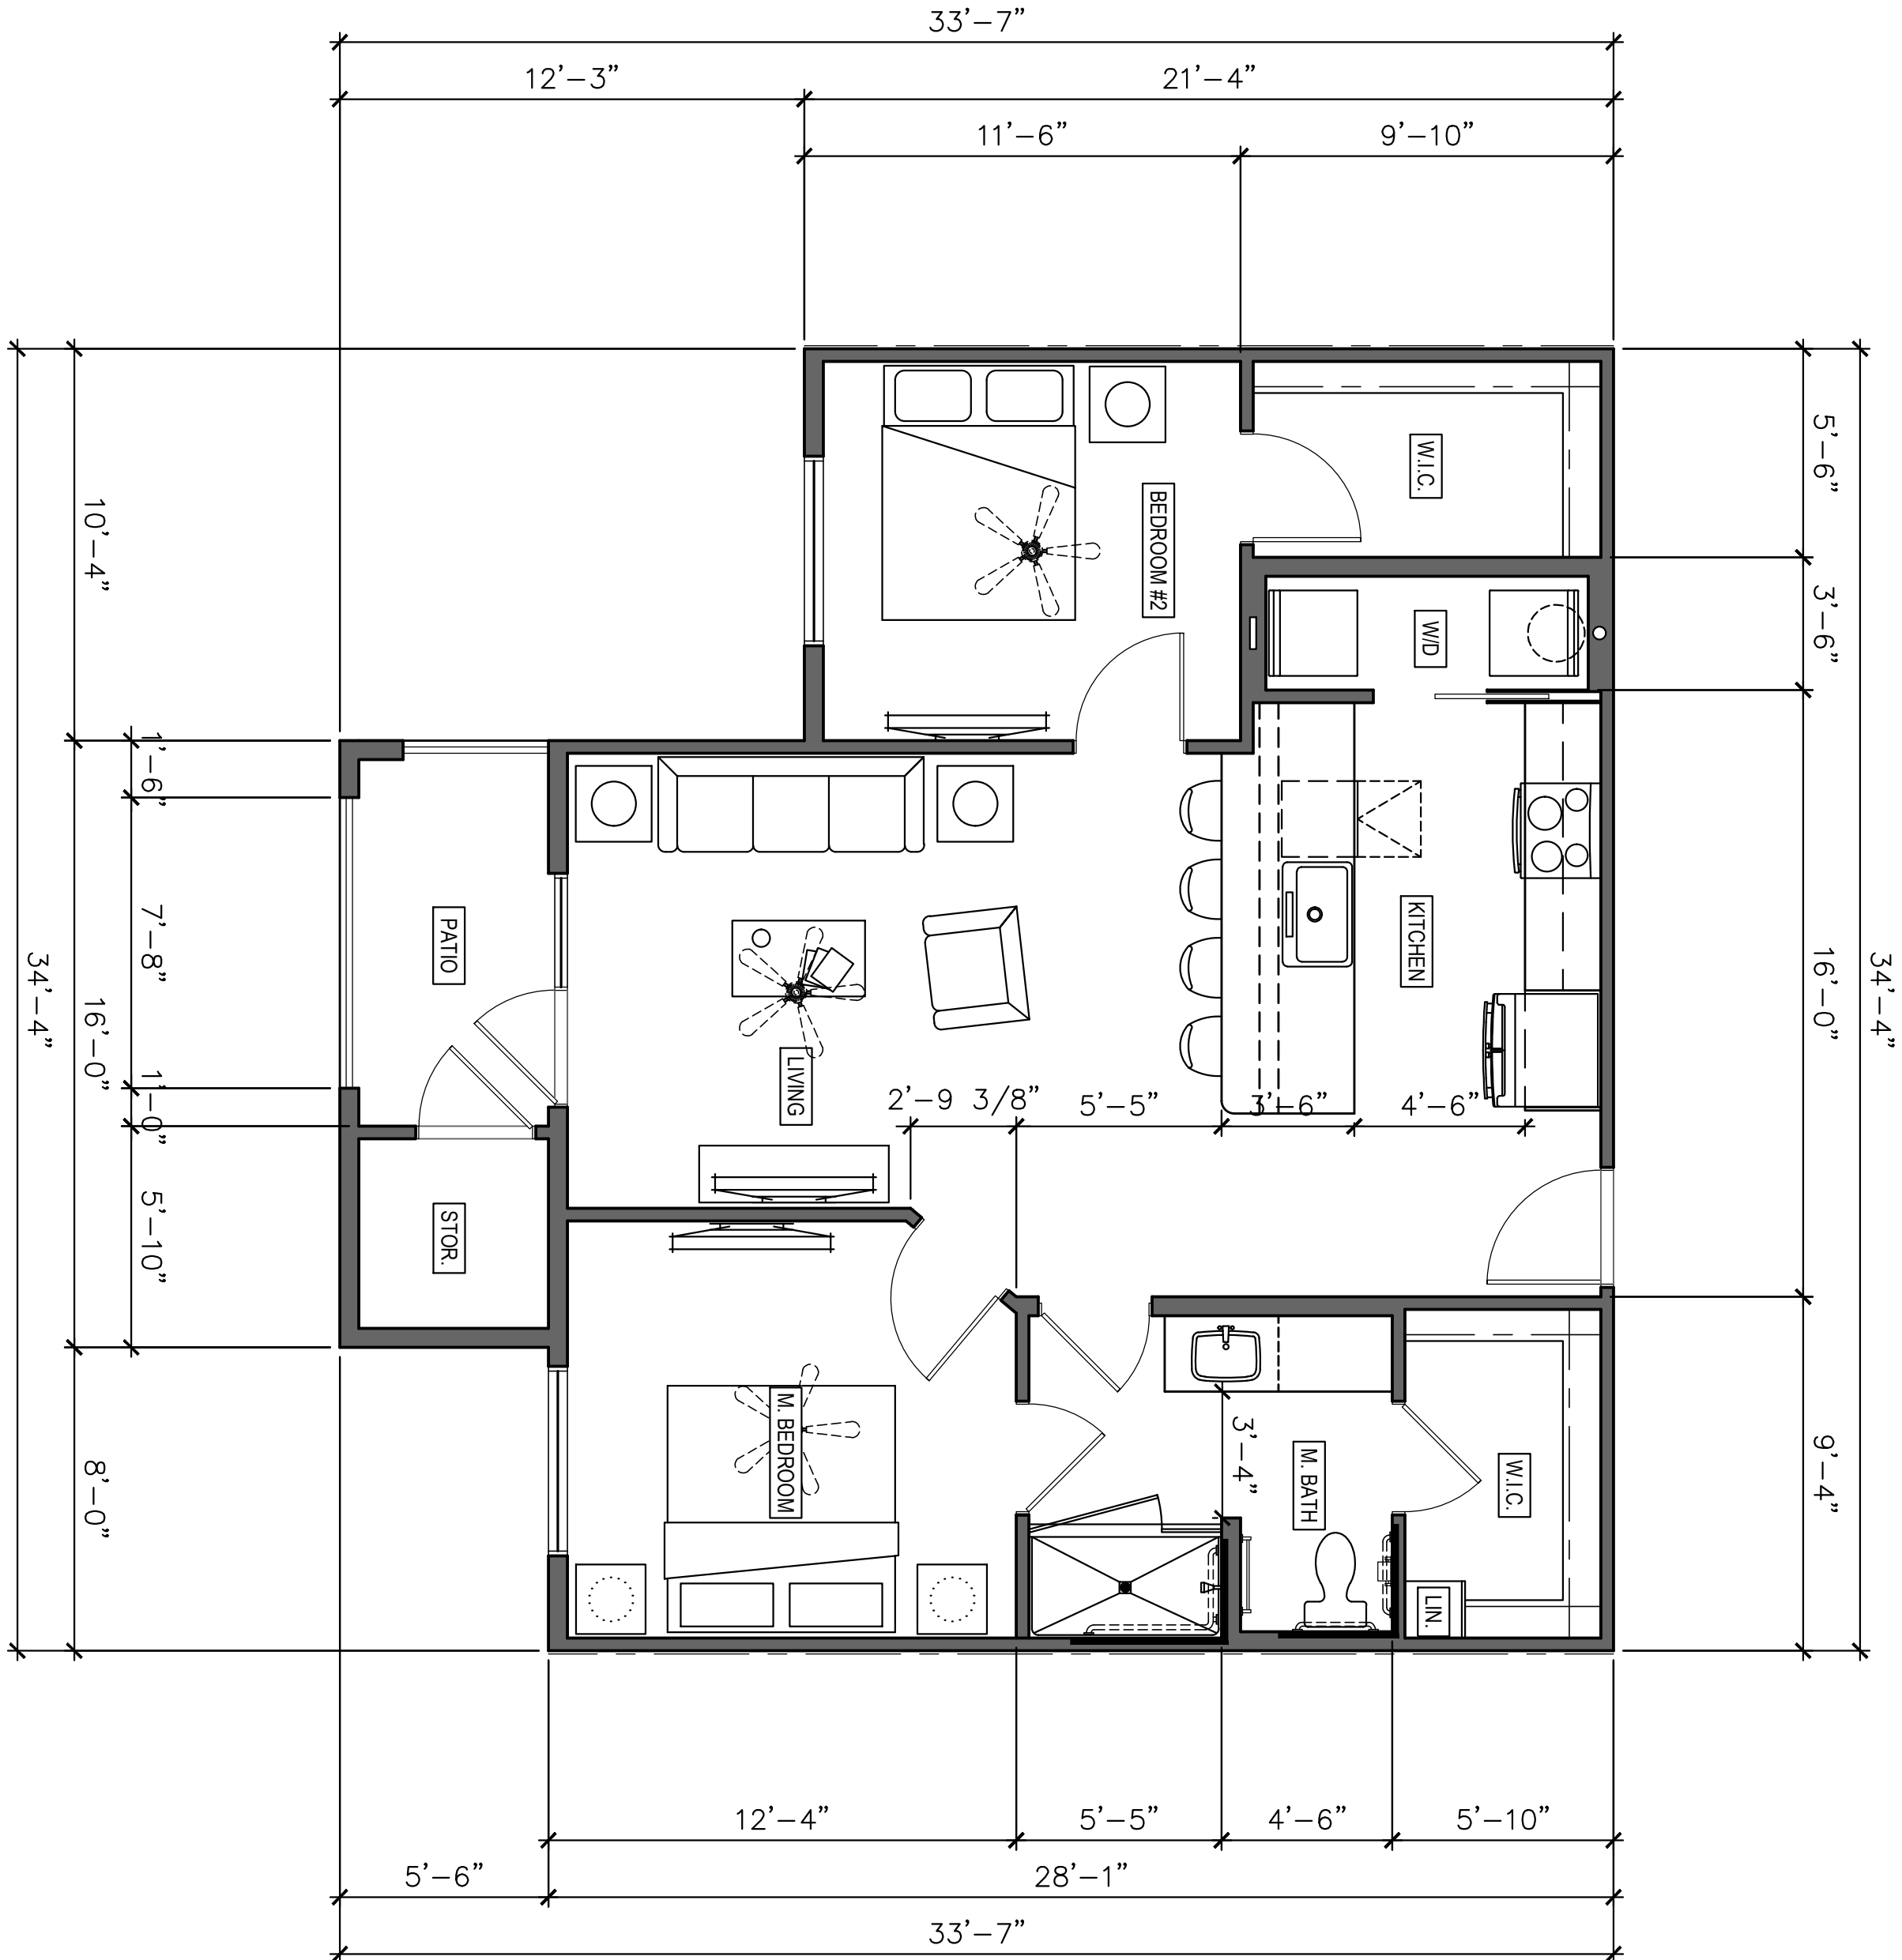 33’–7”
12’–3”
21’–4”
11’–6”
9’–10”
5’–6”
3’–6”
16’–0”
34’–4”
9’–4”
10’–4”
1’–6”
7’–8”
16’–0”
34’–4”
1’–0”
5’–10”
8’–0”
W.I.C.
BEDROOM #2
W/D
KITCHEN
PATIO
LIVING
2’–9 3/8”
5’–5”
3’–6”
4’–6”
STOR.
M. BEDROOM
3’–4”
M. BATH
W.I.C.
LIN.
12’–4”
5’–5”
4’–6”
5’–10”
5’–6”
28’–1”
33’–7”